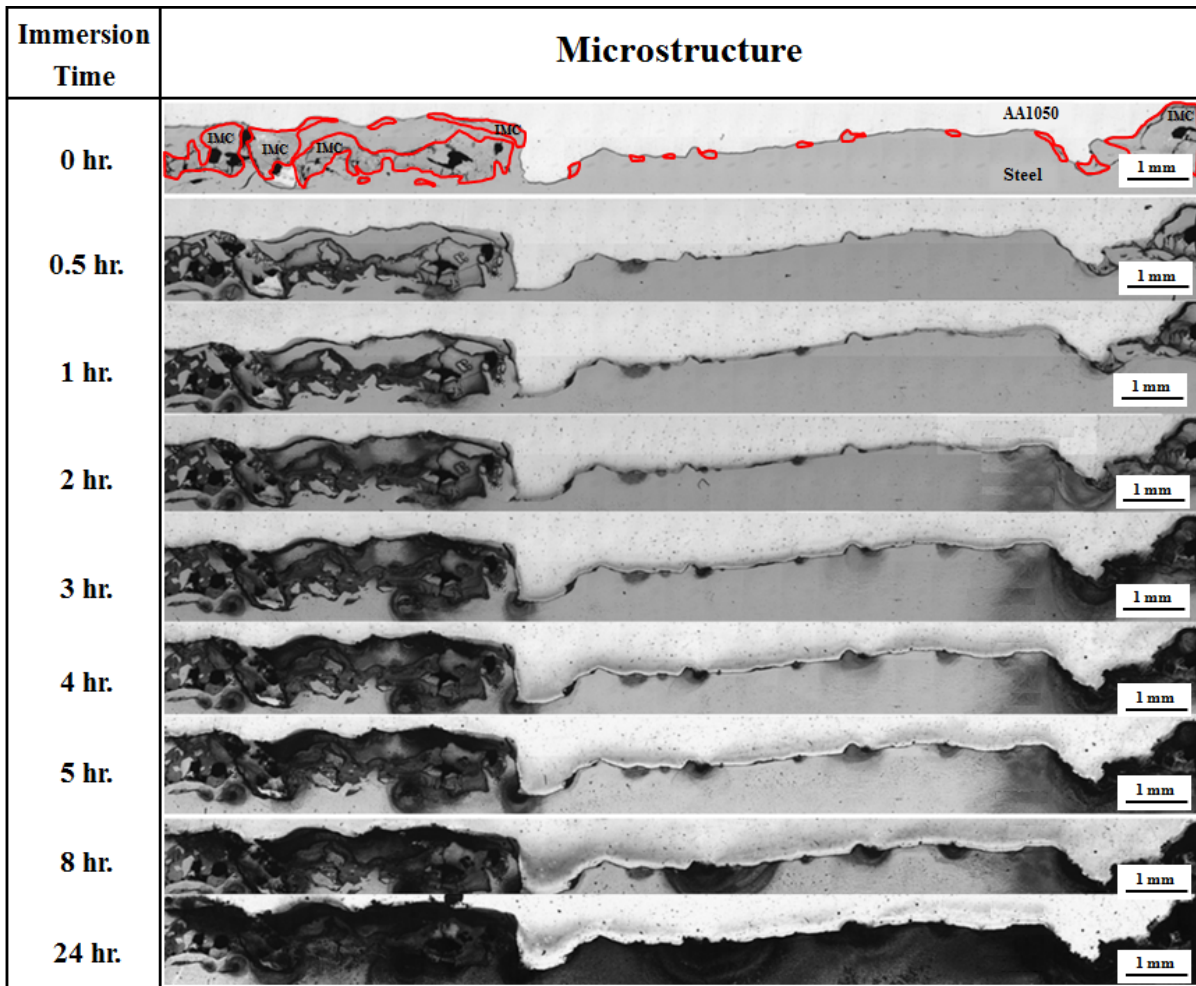 Immersion
Time
Microstructure
0 hr.
IMC
IMC
IMC
IMC
AA1050
Steel
IMC
1 mm
0.5 hr.
1 mm
1 hr.
1 mm
2 hr.
1 mm
3 hr.
1 mm
4 hr.
1 mm
5 hr.
1 mm
8 hr.
1 mm
24 hr.
1 mm